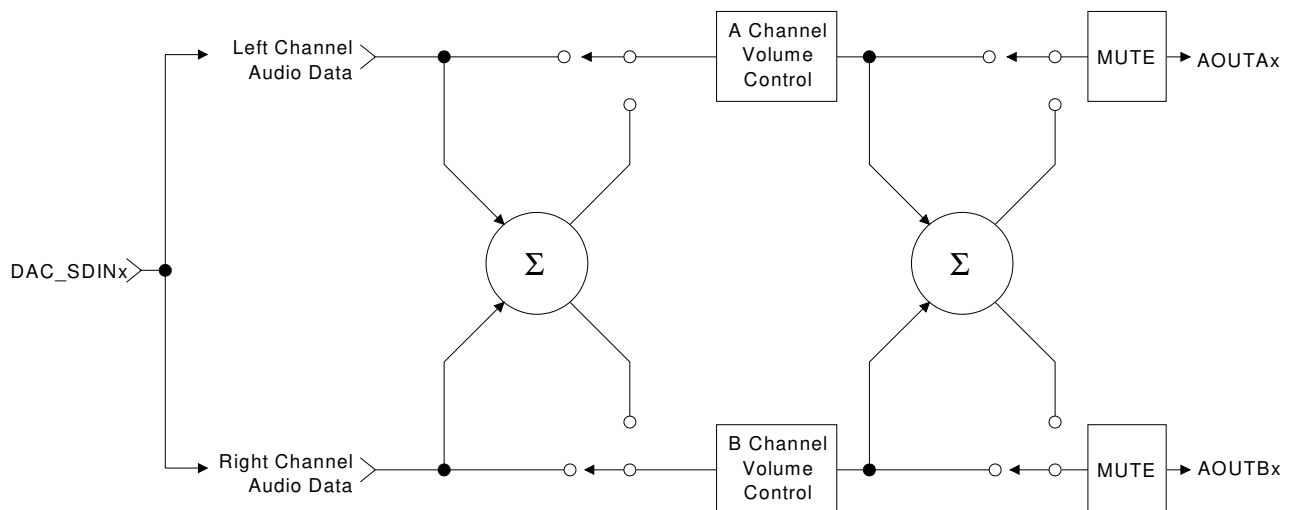 Left Channel
Audio Data
A Channel
Volume
Control
MUTE
AOUTAx
Σ
Σ
DAC_SDINx
Right Channel
Audio Data
B Channel
Volume
Control
MUTE
AOUTBx